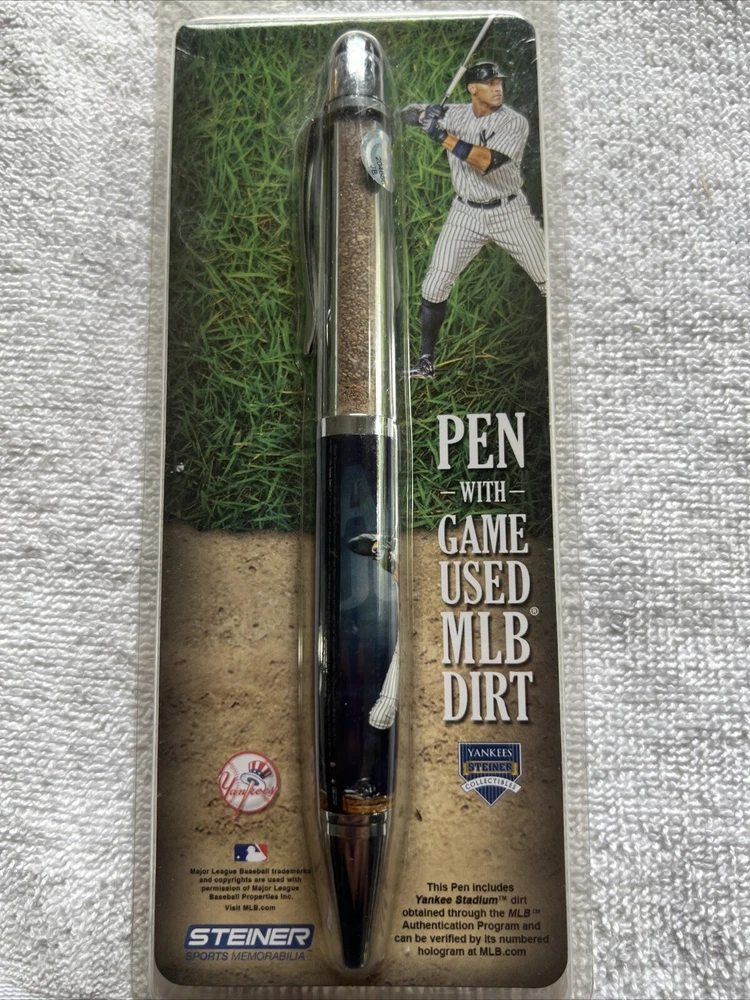 PEN
WITH
GAME
USED
MLB®
DIRT
YANKEES
STEINER
COLLECTIBLES
Yankees
Major League Baseball trademarks
and copyrights are used with
permission of Major League
Baseball Properties Inc.
Visit MLB.com
STEINER
SPORTS MEMORABILIA™
This Pen includes
Yankee Stadium™ dirt
obtained through the MLB™
Authentication Program and
can be verified by its numbered
hologram at MLB.com